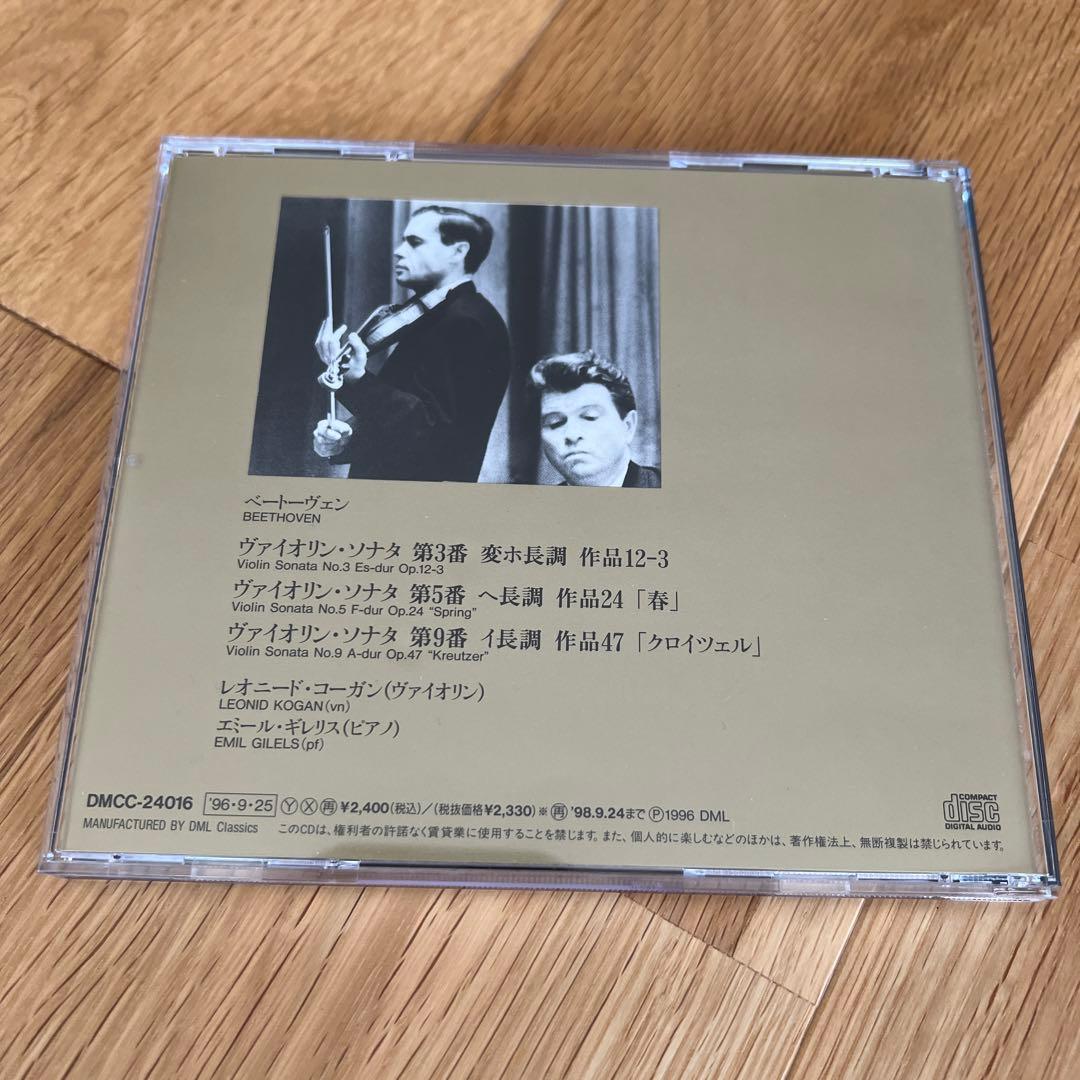 ベートーヴェン
BEETHOVEN
ヴァイオリン・ソナタ 第3番 変ホ長調 作品12-3
Violin Sonata No.3 Es-dur Op.12-3
ヴァイオリン・ソナタ 第5番 ヘ長調 作品24「春」
Violin Sonata No.5 F-dur Op.24 "Spring"
ヴァイオリン・ソナタ 第9番 イ長調 作品47「クロイツェル」
Violin Sonata No.9 A-dur Op.47 "Kreutzer"
レオニード・コーガン(ヴァイオリン)
LEONID KOGAN(vn)
エミール・ギレリス(ピアノ)
EMIL GILELS(pf)
DMCC-24016 '96・9・25 Ⓨ Ⓧ 再 ¥2,400(税込)/(税抜価格¥2,330)※再'98.9.24まで Ⓟ1996 DML
COMPACT disc DIGITAL AUDIO
MANUFACTURED BY DML Classics このCDは、権利者の許諾なく賃貸業に使用することを禁じます。また、個人的に楽しむなどのほかは、著作権法上、無断複製は禁じられています。